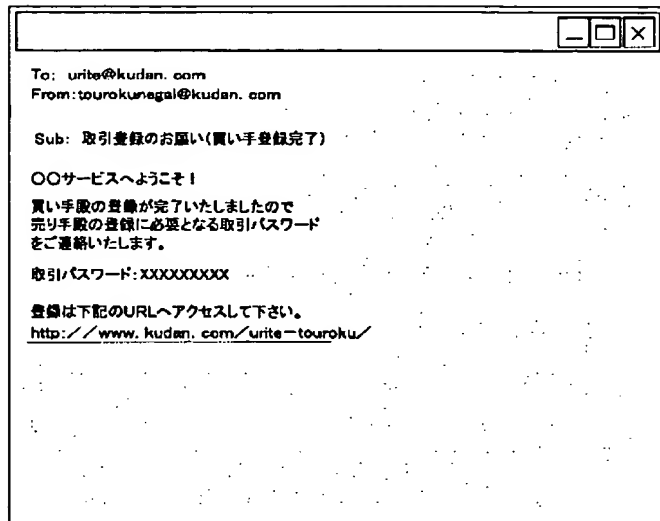 To: urite@kudan. com
From:tourokunegai@kudan. com
Sub: 取引登録のお願い(買い手登録完了)
〇〇サービスへようこそ!
買い手殿の登録が完了いたしましたので
売り手殿の登録に必要となる取引パスワード
をご連絡いたします。
取引パスワード:XXXXXXXXX
登録は下記のURLへアクセスして下さい。
http:／／www. kudan. com／urite－touroku／